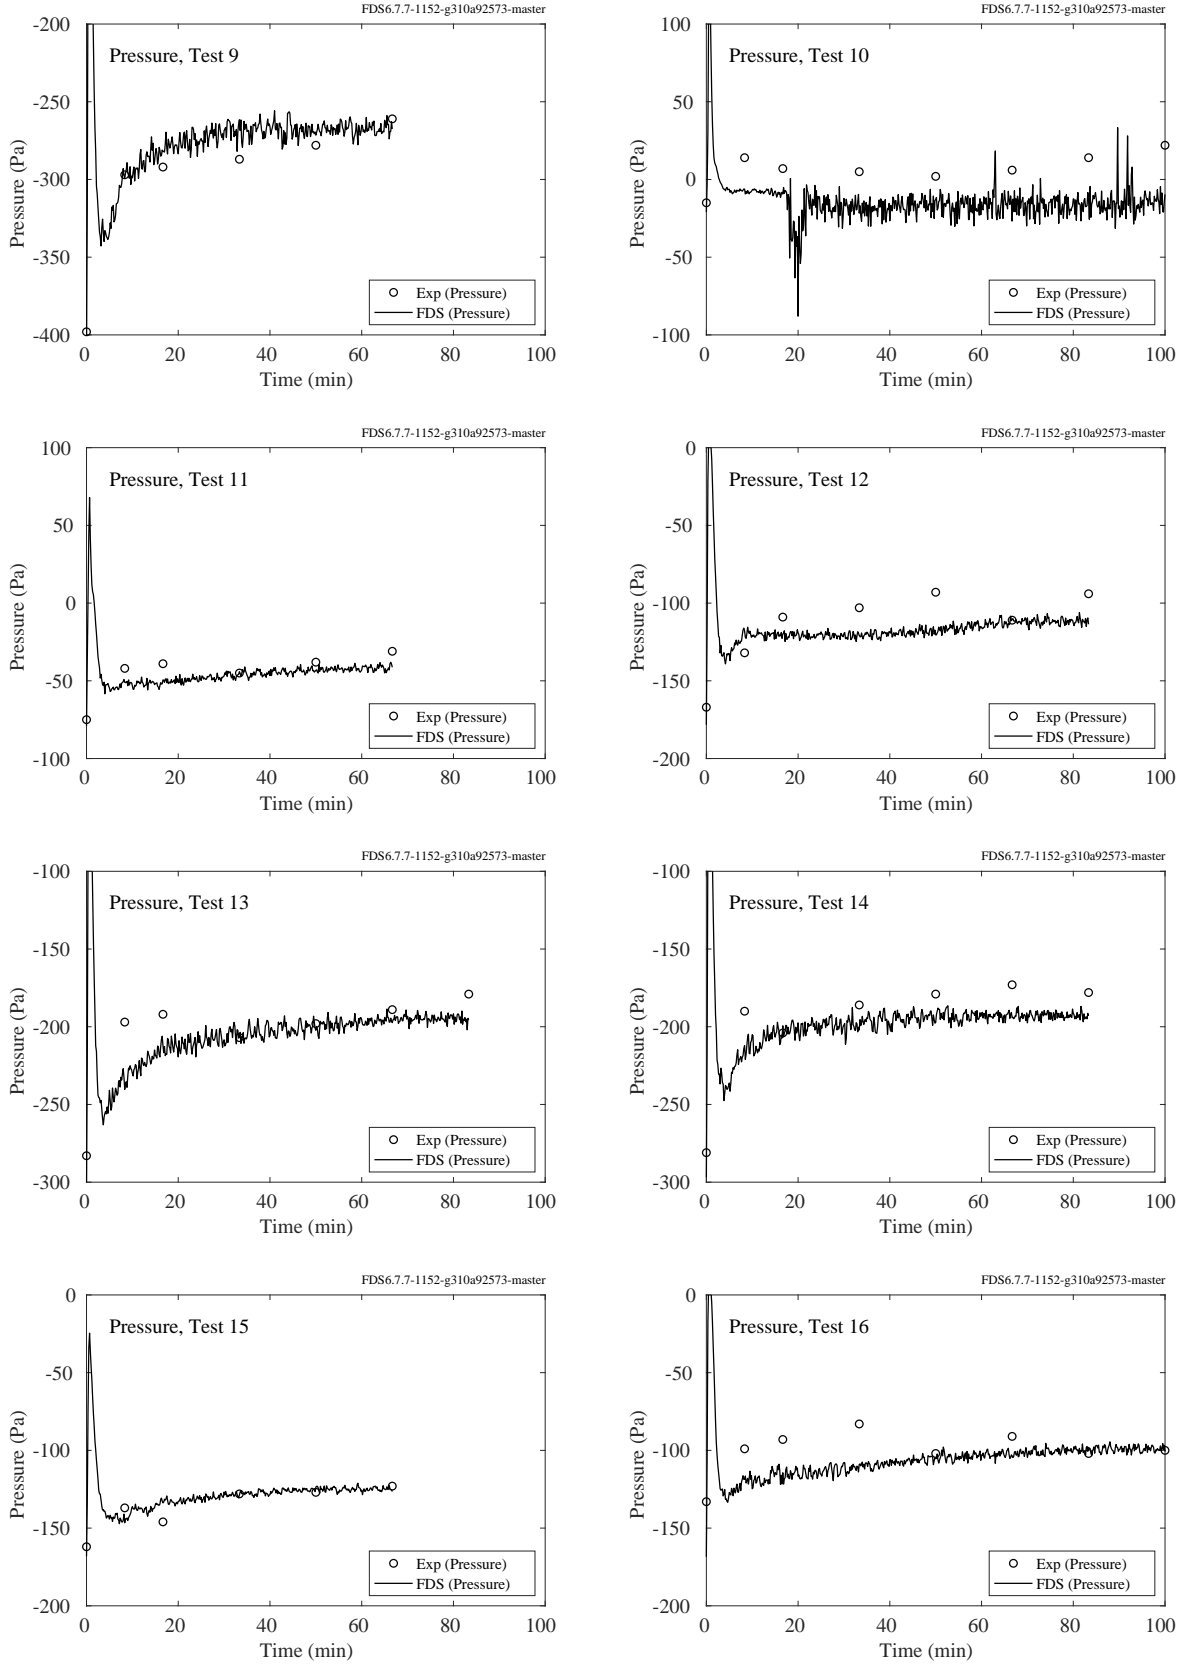 FDS6.7.7-1152-g310a92573-master
Pressure, Test 9
Pressure (Pa)
-200
-250
-300
-350
-400
Exp (Pressure)
FDS (Pressure)
0 20 40 60 80 100
Time (min)
FDS6.7.7-1152-g310a92573-master
Pressure, Test 10
Pressure (Pa)
100
50
0
-50
-100
Exp (Pressure)
FDS (Pressure)
0 20 40 60 80 100
Time (min)
FDS6.7.7-1152-g310a92573-master
Pressure, Test 11
Pressure (Pa)
100
50
0
-50
-100
Exp (Pressure)
FDS (Pressure)
0 20 40 60 80 100
Time (min)
FDS6.7.7-1152-g310a92573-master
Pressure, Test 12
Pressure (Pa)
0
-50
-100
-150
-200
Exp (Pressure)
FDS (Pressure)
0 20 40 60 80 100
Time (min)
FDS6.7.7-1152-g310a92573-master
Pressure, Test 13
Pressure (Pa)
-100
-150
-200
-250
-300
Exp (Pressure)
FDS (Pressure)
0 20 40 60 80 100
Time (min)
FDS6.7.7-1152-g310a92573-master
Pressure, Test 14
Pressure (Pa)
-100
-150
-200
-250
-300
Exp (Pressure)
FDS (Pressure)
0 20 40 60 80 100
Time (min)
FDS6.7.7-1152-g310a92573-master
Pressure, Test 15
Pressure (Pa)
0
-50
-100
-150
-200
Exp (Pressure)
FDS (Pressure)
0 20 40 60 80 100
Time (min)
FDS6.7.7-1152-g310a92573-master
Pressure, Test 16
Pressure (Pa)
0
-50
-100
-150
-200
Exp (Pressure)
FDS (Pressure)
0 20 40 60 80 100
Time (min)